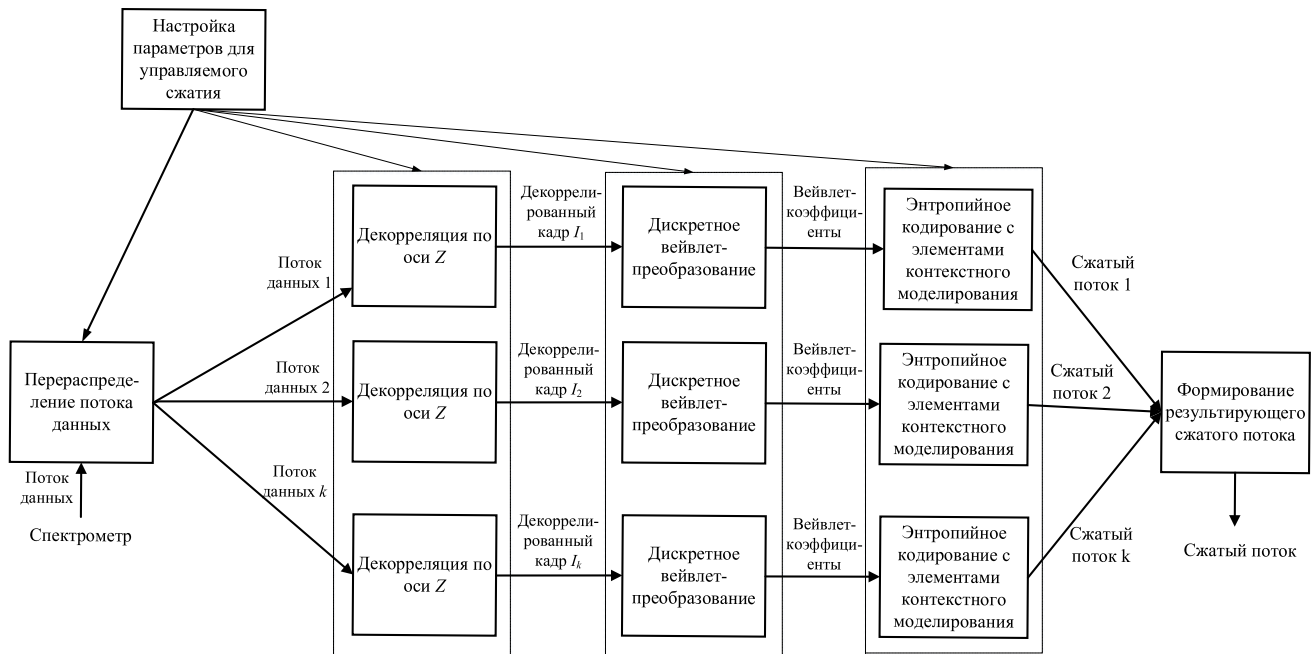 Настройка
параметров для
управляемого
сжатия
Перераспреде-
ление потока
данных
Поток
данных
Спектрометр
Поток
данных 1
Поток
данных 2
Поток
данных k
Декорреляция по
оси Z
Декоррели-
рованный
кадр I1
Дискретное
вейвлет-
преобразование
Вейвлет-
коэффици-
енты
Энтропийное
кодирование с
элементами
контекстного
моделирования
Сжатый
поток 1
Декорреляция по
оси Z
Декоррели-
рованный
кадр I2
Дискретное
вейвлет-
преобразование
Вейвлет-
коэффици-
енты
Энтропийное
кодирование с
элементами
контекстного
моделирования
Сжатый
поток 2
Декорреляция по
оси Z
Декоррели-
рованный
кадр Ik
Дискретное
вейвлет-
преобразование
Вейвлет-
коэффици-
енты
Энтропийное
кодирование с
элементами
контекстного
моделирования
Сжатый
поток k
Формирование
результирующего
сжатого потока
Сжатый поток